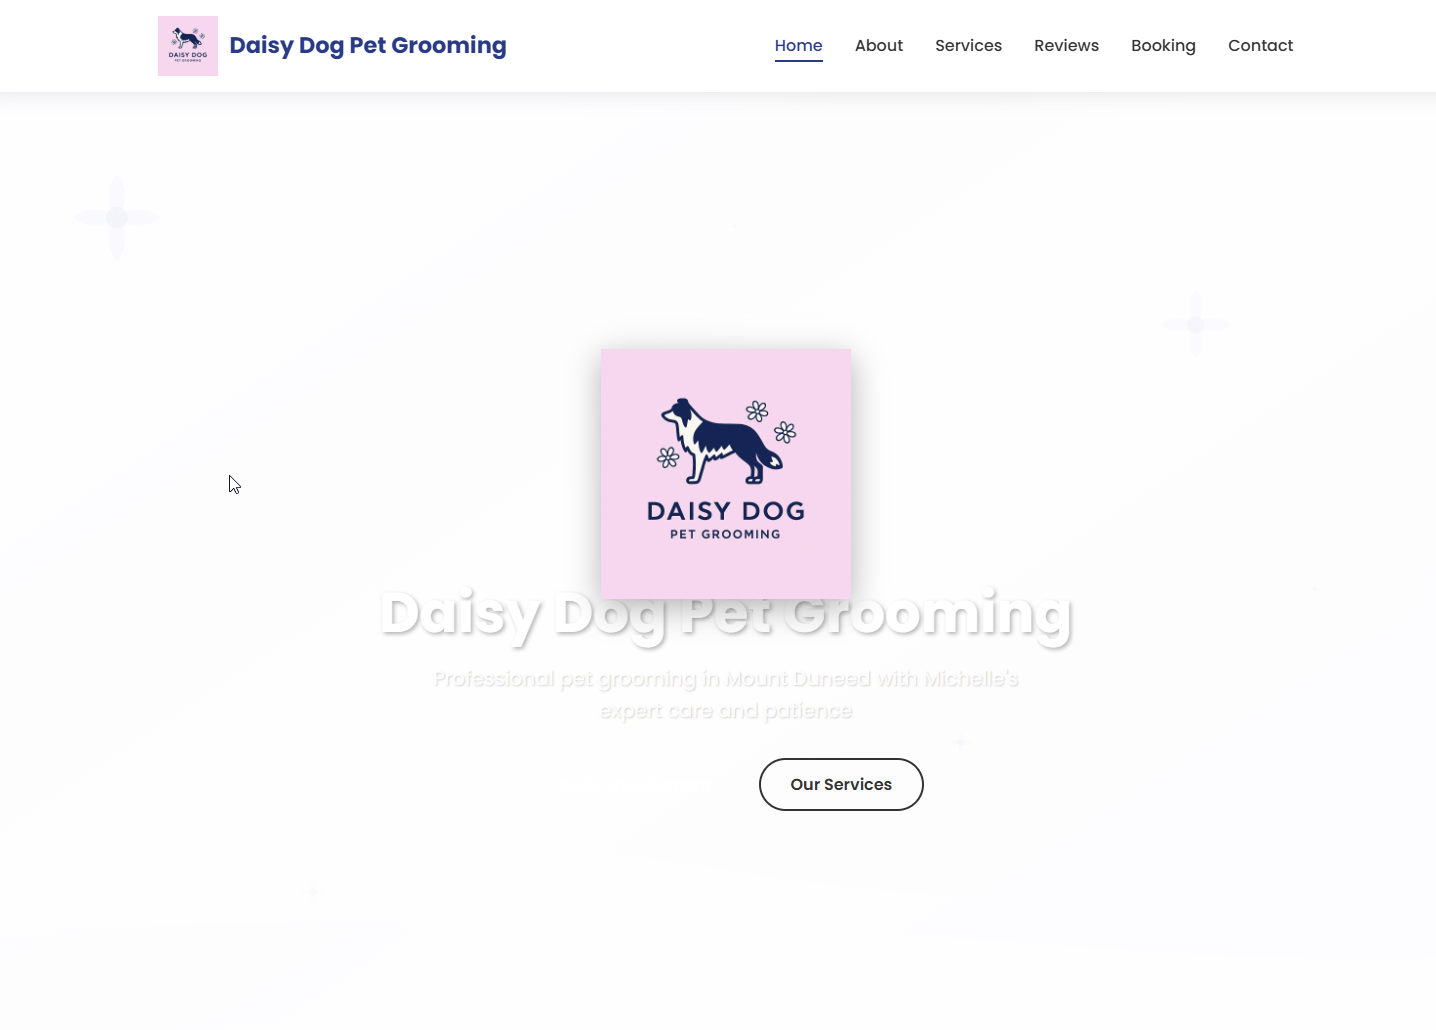 DAISY DOG
PET GROOMING
Daisy Dog Pet Grooming
Home
About
Services
Reviews
Booking
Contact
DAISY DOG
PET GROOMING
Daisy Dog Pet Grooming
Professional pet grooming in Mount Duneed with Michelle's
expert care and patience
Our Services